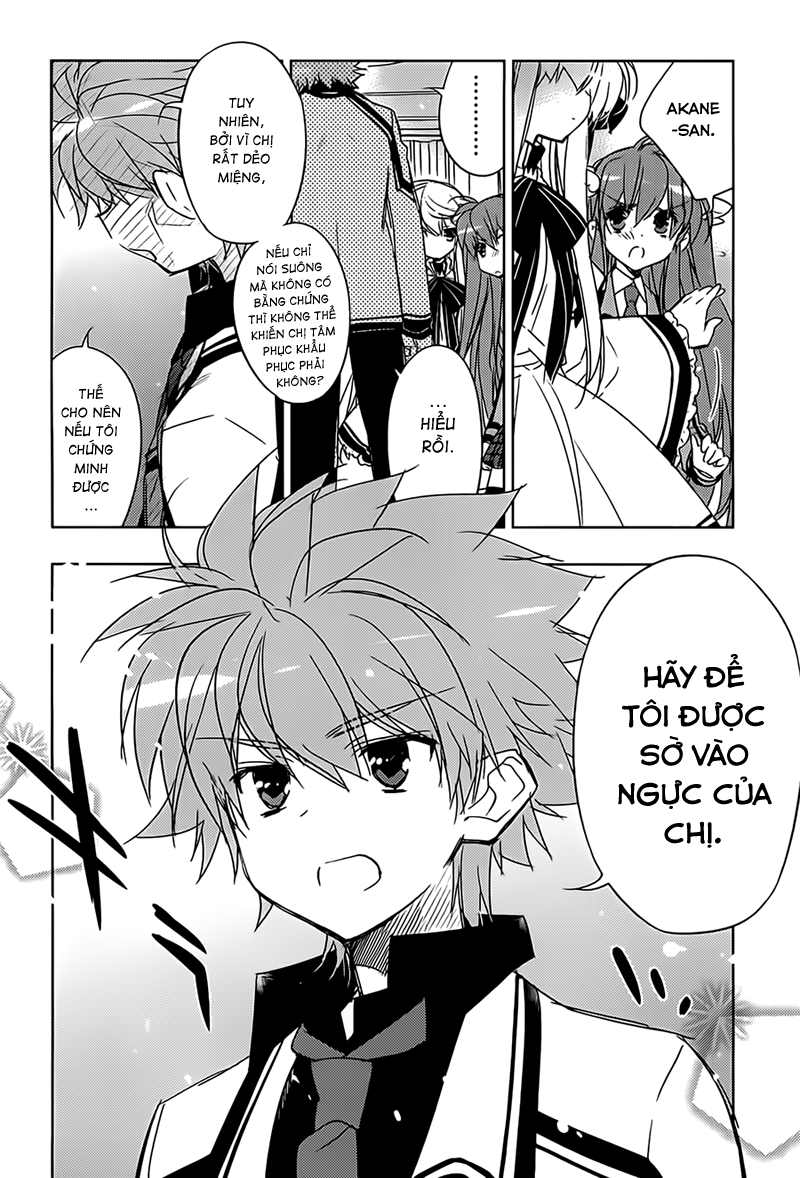 AKANE
-SAN.
.........
...
HIỂU
RỒI.
TUY
NHIÊN,
BỞI VÌ CHỊ
RẤT DẺO
MIỆNG,
NẾU CHỈ
NÓI SUÔNG
MÀ KHÔNG CÓ
BẰNG CHỨNG
THÌ KHÔNG THỂ
KHIẾN CHỊ TÂM
PHỤC KHẨU
PHỤC PHẢI
KHÔNG?
THẾ
CHO NÊN
NẾU TÔI
CHỨNG
MINH ĐƯỢC
...
HÃY ĐỂ
TÔI ĐƯỢC
SỜ VÀO
NGỰC CỦA
CHỊ.